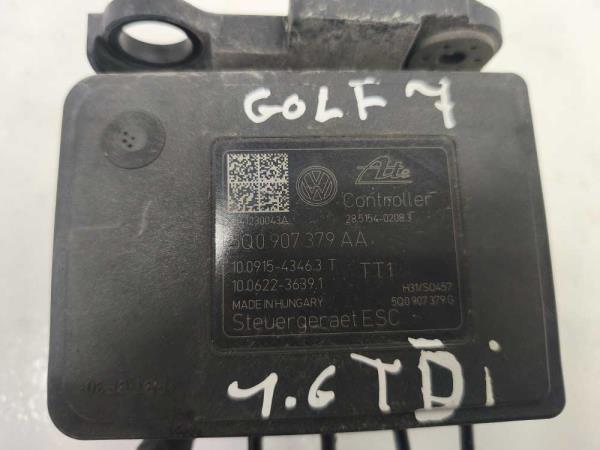 GOLF 7
Ate
Controller
28.5154-0208.3
5Q0 907 379 AA
10.0915-4346.3 T
TT1
10.0622-3639.1
H31/S0457
MADE IN HUNGARY
5Q0 907 379 G
Steuergeraet ESC
1.6 TDi